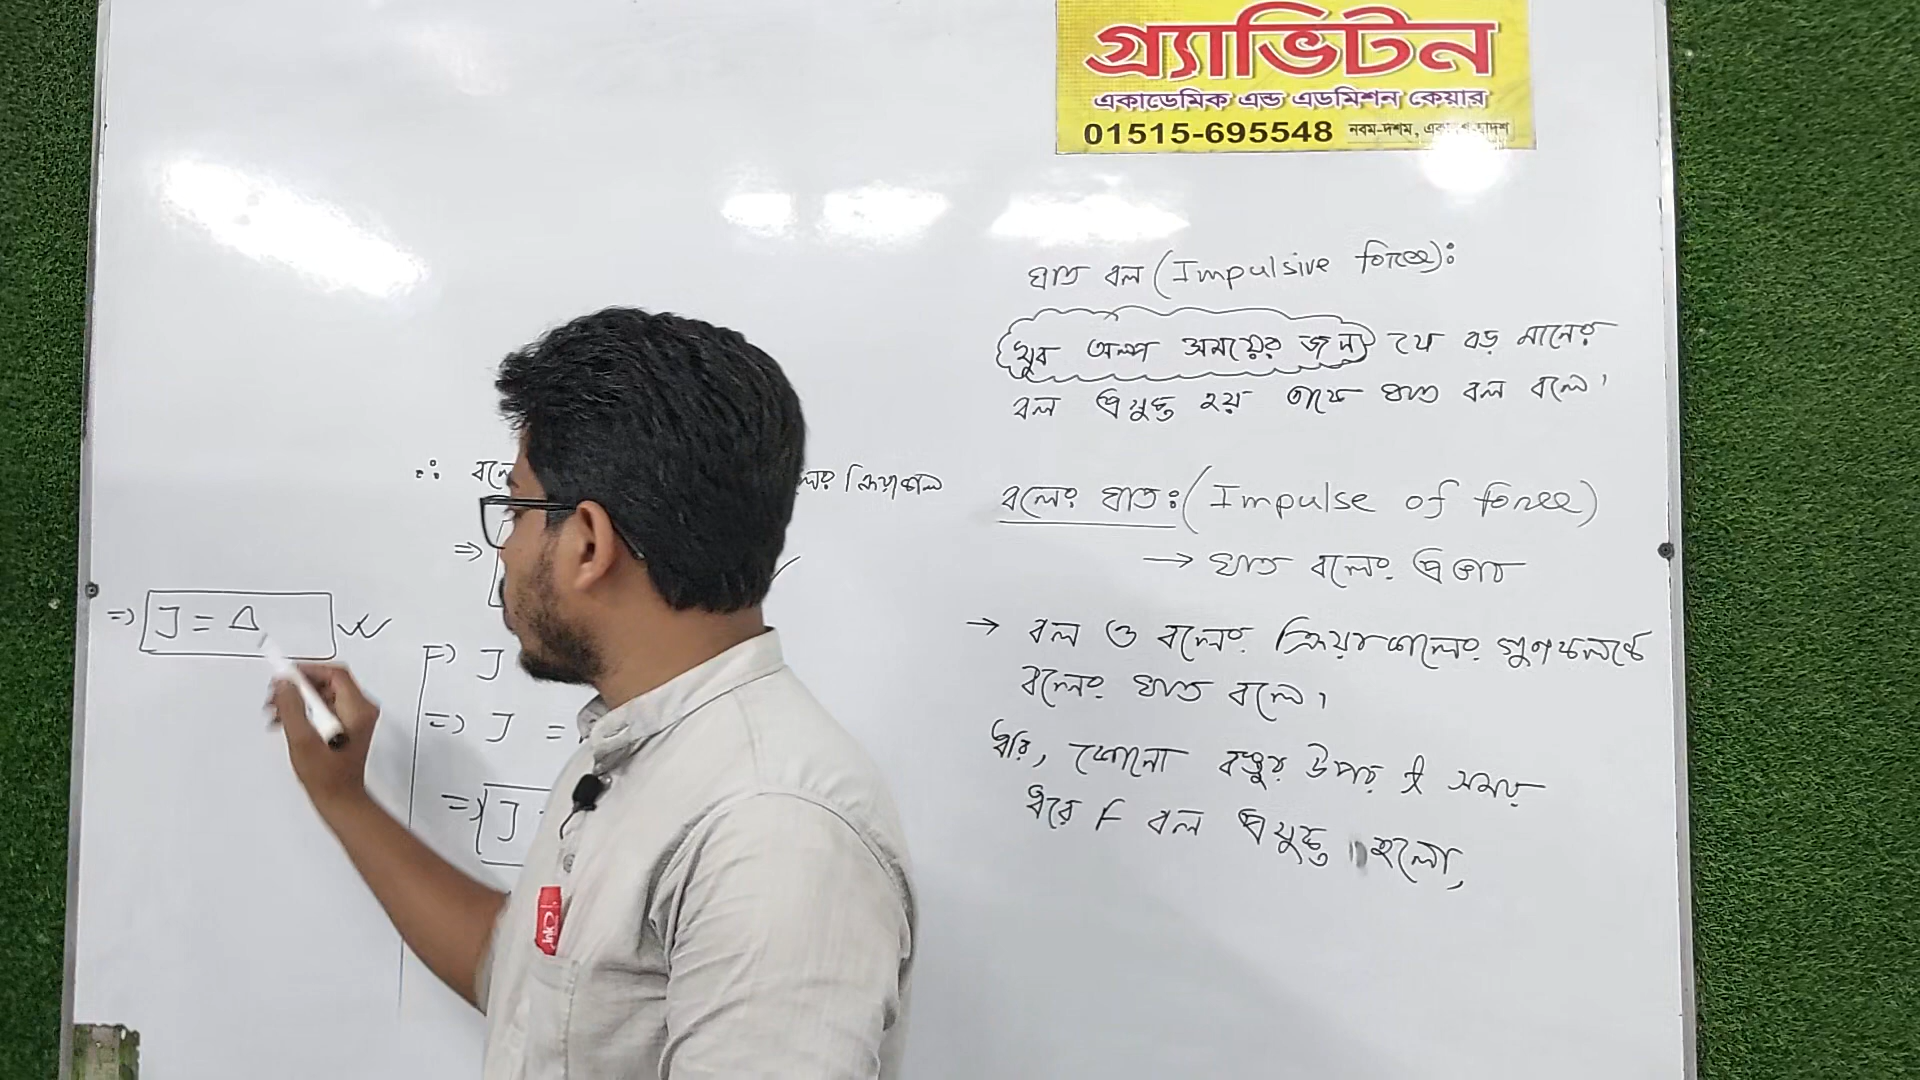 গ্র্যাভিটন
একাডেমিক এন্ড এডমিশন কেয়ার
01515-695548 নবম-দশম,
ঘাত বল (Impulsive force):
খুব অল্প সময়ের জন্য যে বড় মানের
বল প্রযুক্ত হয় তাকে ঘাত বল বলে।
বলের ঘাত: (Impulse of force)
→ ঘাত বলের প্রভাব
→ বল ও বলের ক্রিয়াকালের গুণফলকে
বলের ঘাত বলে।
ধরি, কোনো বস্তুর উপর t সময়
ধরে F বল প্রযুক্ত হলো,
∴ ক্রিয়াকাল
⇒
⇒ J
⇒ J =
⇒ J
⇒ J = Δ